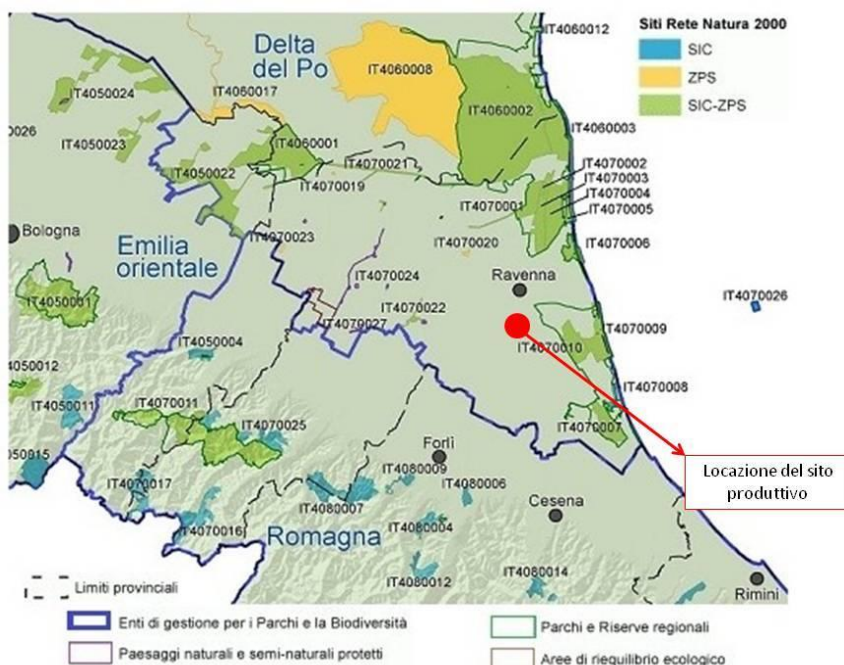 Siti Rete Natura 2000
SIC
ZPS
SIC-ZPS
IT4060012
Delta
del Po
IT4060008
IT4060017
IT4050024
IT4060002
IT4060003
0026
IT4050023
IT4060001
IT4070021
IT4050022
IT4070019
IT4070002
IT4070003
IT4070004
IT4070005
IT4070001
IT4070006
Bologna
IT4070023
IT4070020
Emilia
orientale
IT4070024
Ravenna
IT4070026
IT4050001
IT4070022
IT4070027
IT4070009
IT4070010
IT4050004
4050012
IT4070008
IT4070011
IT4050011
IT4070025
IT4070007
Forlì
050015
IT4080009
Locazione del sito
produttivo
IT4070017
IT4080006
IT4080007
Cesena
IT4070016
IT4080004
Romagna
IT4080012
IT4080014
Rimini
Limiti provinciali
Enti di gestione per i Parchi e la Biodiversità
Parchi e Riserve regionali
Paesaggi naturali e semi-naturali protetti
Aree di riequilibrio ecologico